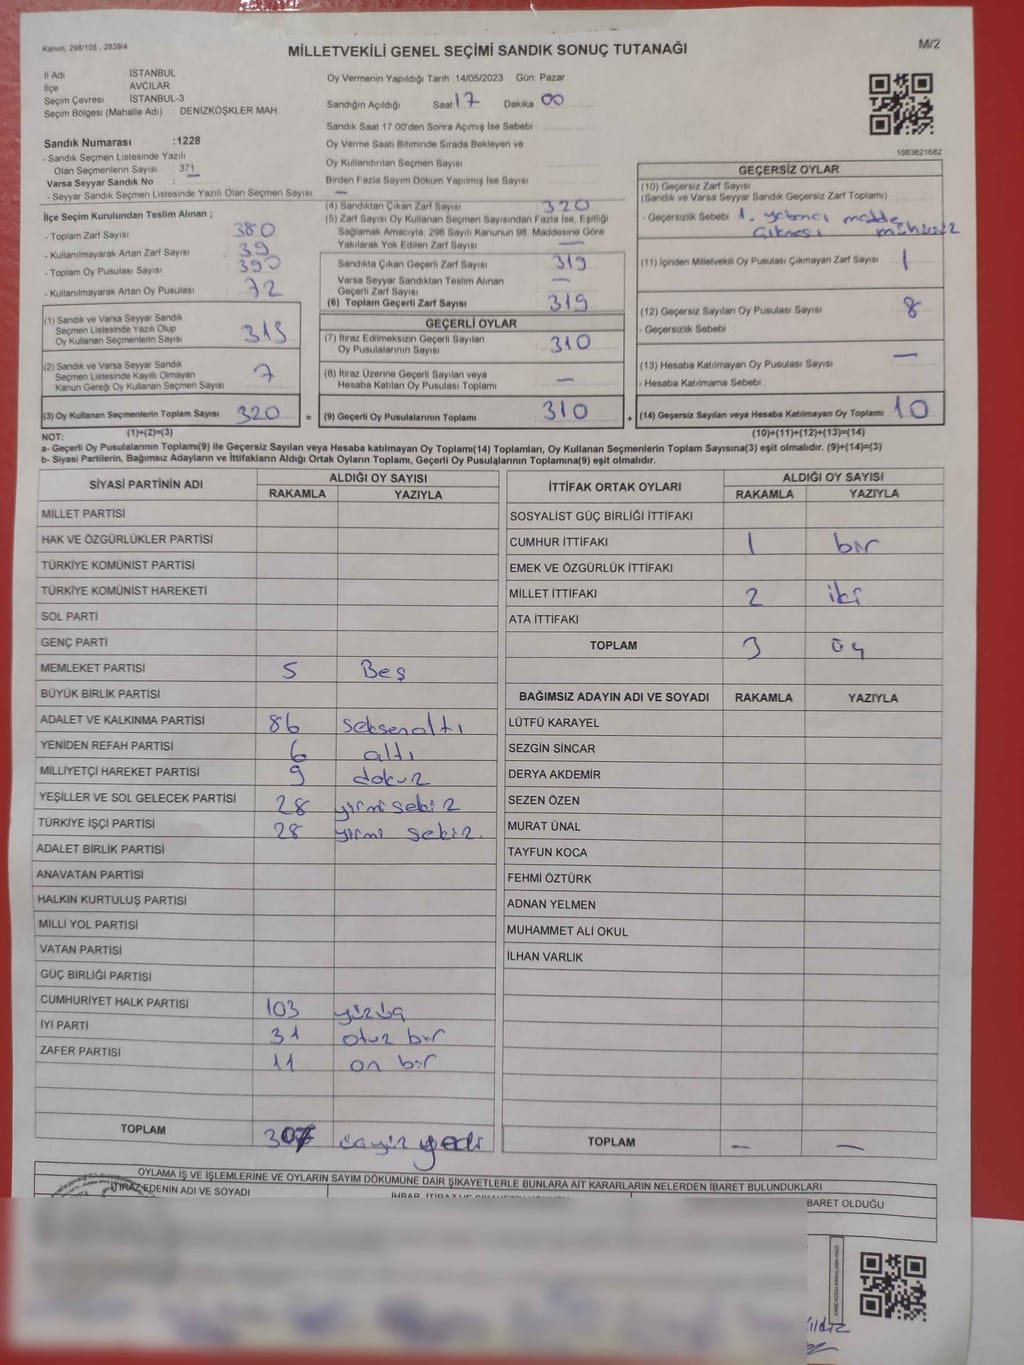 Kanun, 298/105 , 2839/4
MİLLETVEKİLİ GENEL SEÇİMİ SANDIK SONUÇ TUTANAĞI
M/2
İl Adı İSTANBUL
İlçe AVCILAR
Seçim Çevresi İSTANBUL-3
Seçim Bölgesi (Mahalle Adı) : DENİZKÖŞKLER MAH.
Oy Vermenin Yapıldığı Tarih :14/05/2023 Gün: Pazar
Sandığın Açıldığı Saat 17 Dakika 00
Sandık Saat 17:00'den Sonra Açımış İse Sebebi :
Oy Verme Saati Bitiminde Sırada Bekleyen ve
Oy Kullandırılan Seçmen Sayısı
Birden Fazla Sayım Döküm Yapılmış İse Sayısı
1083621682
Sandık Numarası :1228
- Sandık Seçmen Listesinde Yazılı
Olan Seçmenlerin Sayısı : 371
Varsa Seyyar Sandık No :
- Seyyar Sandık Seçmen Listesinde Yazılı Olan Seçmen Sayısı : —
İlçe Seçim Kurulundan Teslim Alınan ;
- Toplam Zarf Sayısı 380
- Kullanılmayarak Artan Zarf Sayısı 39
- Toplam Oy Pusulası Sayısı 390
- Kullanılmayarak Artan Oy Pusulası 72
(1) Sandık ve Varsa Seyyar Sandık
Seçmen Listesinde Yazılı Olup
Oy Kullanan Seçmenlerin Sayısı 313
(2) Sandık ve Varsa Seyyar Sandık
Seçmen Listesinde Kayıtlı Olmayan
Kanun Gereği Oy Kullanan Seçmen Sayısı 7
(3) Oy Kullanan Seçmenlerin Toplam Sayısı 320 =
(1)+(2)=(3)
(4) Sandıktan Çıkan Zarf Sayısı 320
(5) Zarf Sayısı Oy Kullanan Seçmen Sayısından Fazla İse, Eşitliği
Sağlamak Amacıyla, 298 Sayılı Kanunun 98. Maddesine Göre
Yakılarak Yok Edilen Zarf Sayısı —
Sandıkta Çıkan Geçerli Zarf Sayısı 319
Varsa Seyyar Sandıktan Teslim Alınan
Geçerli Zarf Sayısı —
(6) Toplam Geçerli Zarf Sayısı 319
GEÇERLİ OYLAR
(7) İtiraz Edilmeksizin Geçerli Sayılan
Oy Pusulalarının Sayısı 310
(8) İtiraz Üzerine Geçerli Sayılan veya
Hesaba Katılan Oy Pusulası Toplamı —
(9) Geçerli Oy Pusulalarının Toplamı 310 +
GEÇERSİZ OYLAR
(10) Geçersiz Zarf Sayısı
(Sandık ve Varsa Seyyar Sandık Geçersiz Zarf Toplamı)
- Geçersizlik Sebebi : 1. yabancı madde
çıkması mühürsüz
(11) İçinden Milletvekili Oy Pusulası Çıkmayan Zarf Sayısı 1
(12) Geçersiz Sayılan Oy Pusulası Sayısı 8
- Geçersizlik Sebebi :
(13) Hesaba Katılmayan Oy Pusulası Sayısı —
- Hesaba Katılmama Sebebi :
(14) Geçersiz Sayılan veya Hesaba Katılmayan Oy Toplamı 10
(10)+(11)+(12)+(13)=(14)
NOT:
a- Geçerli Oy Pusulalarının Toplamı(9) ile Geçersiz Sayılan veya Hesaba katılmayan Oy Toplamı(14) Toplamları, Oy Kullanan Seçmenlerin Toplam Sayısına(3) eşit olmalıdır. (9)+(14)=(3)
b- Siyasi Partilerin, Bağımsız Adayların ve İttifakların Aldığı Ortak Oyların Toplamı, Geçerli Oy Pusulalarının Toplamına(9) eşit olmalıdır.
SİYASİ PARTİNİN ADI ALDIĞI OY SAYISI
RAKAMLA YAZIYLA
MİLLET PARTİSİ
HAK VE ÖZGÜRLÜKLER PARTİSİ
TÜRKİYE KOMÜNİST PARTİSİ
TÜRKİYE KOMÜNİST HAREKETİ
SOL PARTİ
GENÇ PARTİ
MEMLEKET PARTİSİ 5 Beş
BÜYÜK BİRLİK PARTİSİ
ADALET VE KALKINMA PARTİSİ 86 seksenaltı
YENİDEN REFAH PARTİSİ 6 altı
MİLLİYETÇİ HAREKET PARTİSİ 9 dokuz
YEŞİLLER VE SOL GELECEK PARTİSİ 28 yirmisekiz
TÜRKİYE İŞÇİ PARTİSİ 28 yirmi sekiz.
ADALET BİRLİK PARTİSİ
ANAVATAN PARTİSİ
HALKIN KURTULUŞ PARTİSİ
MİLLİ YOL PARTİSİ
VATAN PARTİSİ
GÜÇ BİRLİĞİ PARTİSİ
CUMHURİYET HALK PARTİSİ 103 yüzüç
İYİ PARTİ 31 otuz bir
ZAFER PARTİSİ 11 on bir
TOPLAM 307 üçyüz yedi
İTTİFAK ORTAK OYLARI ALDIĞI OY SAYISI
RAKAMLA YAZIYLA
SOSYALİST GÜÇ BİRLİĞİ İTTİFAKI
CUMHUR İTTİFAKI 1 bir
EMEK VE ÖZGÜRLÜK İTTİFAKI
MİLLET İTTİFAKI 2 iki
ATA İTTİFAKI
TOPLAM 3 üç
BAĞIMSIZ ADAYIN ADI VE SOYADI RAKAMLA YAZIYLA
LÜTFÜ KARAYEL
SEZGİN SİNCAR
DERYA AKDEMİR
SEZEN ÖZEN
MURAT ÜNAL
TAYFUN KOCA
FEHMİ ÖZTÜRK
ADNAN YELMEN
MUHAMMET ALİ OKUL
İLHAN VARLIK
TOPLAM — —
OYLAMA İŞ VE İŞLEMLERİNE VE OYLARIN SAYIM DÖKÜMÜNE DAİR ŞİKAYETLERLE BUNLARA AİT KARARLARIN NELERDEN İBARET BULUNDUKLARI
İTİRAZ EDENİN ADI VE SOYADI
BARET OLDUĞU